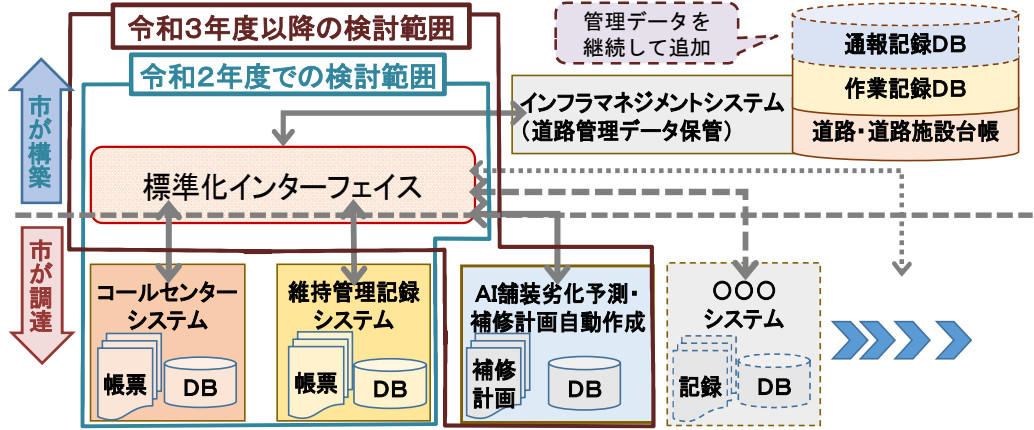 令和3年度以降の検討範囲
令和2年度での検討範囲
管理データを
継続して追加
通報記録DB
作業記録DB
道路・道路施設台帳
インフラマネジメントシステム
(道路管理データ保管)
市が構築
標準化インターフェイス
市が調達
コールセンター
システム
帳票
DB
維持管理記録
システム
帳票
DB
AI舗装劣化予測・
補修計画自動作成
補修
計画
DB
○○○
システム
記録
DB